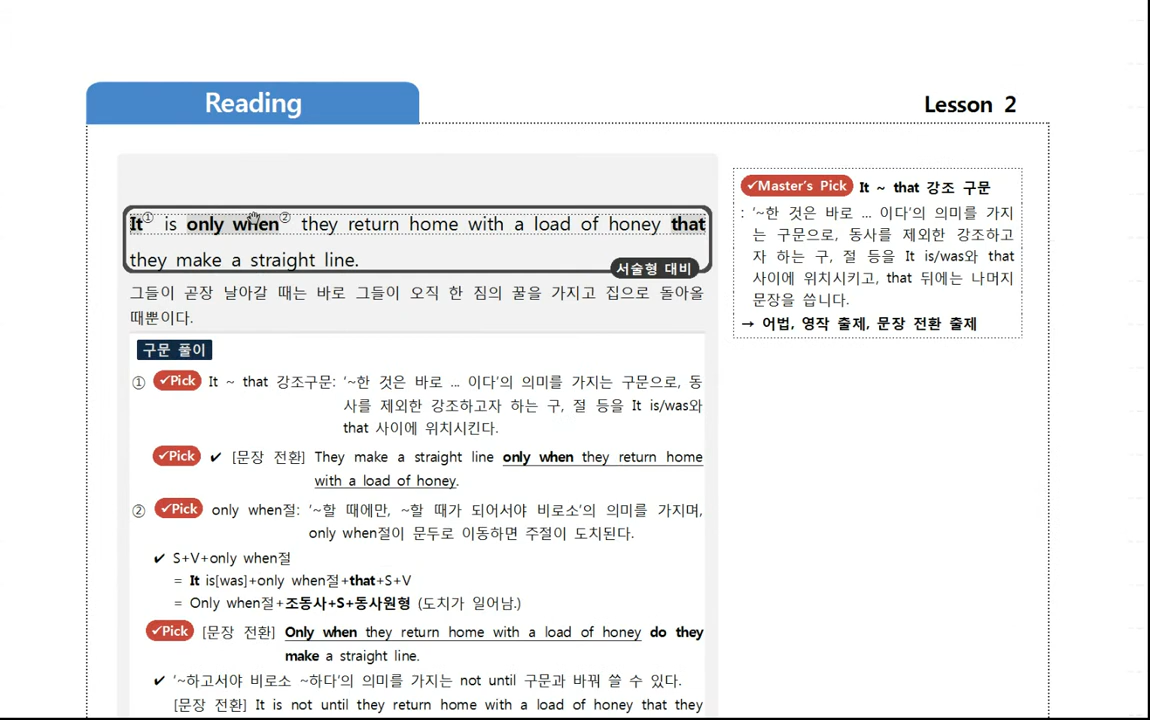 Reading
Lesson 2
It① is only when② they return home with a load of honey that
they make a straight line.
서술형 대비
그들이 곧장 날아갈 때는 바로 그들이 오직 한 짐의 꿀을 가지고 집으로 돌아올
때뿐이다.
구문 풀이
① ✓Pick It ~ that 강조구문: '~한 것은 바로 ... 이다'의 의미를 가지는 구문으로, 동
사를 제외한 강조하고자 하는 구, 절 등을 It is/was와
that 사이에 위치시킨다.
✓Pick ✔ [문장 전환] They make a straight line only when they return home
with a load of honey.
② ✓Pick only when절: '~할 때에만, ~할 때가 되어서야 비로소'의 의미를 가지며,
only when절이 문두로 이동하면 주절이 도치된다.
✔ S+V+only when절
= It is[was]+only when절+that+S+V
= Only when절+조동사+S+동사원형 (도치가 일어남.)
✓Pick [문장 전환] Only when they return home with a load of honey do they
make a straight line.
✔ '~하고서야 비로소 ~하다'의 의미를 가지는 not until 구문과 바꿔 쓸 수 있다.
[문장 전환] It is not until they return home with a load of honey that they
✓Master's Pick It ~ that 강조 구문
: '~한 것은 바로 ... 이다'의 의미를 가지
는 구문으로, 동사를 제외한 강조하고
자 하는 구, 절 등을 It is/was와 that
사이에 위치시키고, that 뒤에는 나머지
문장을 씁니다.
→ 어법, 영작 출제, 문장 전환 출제